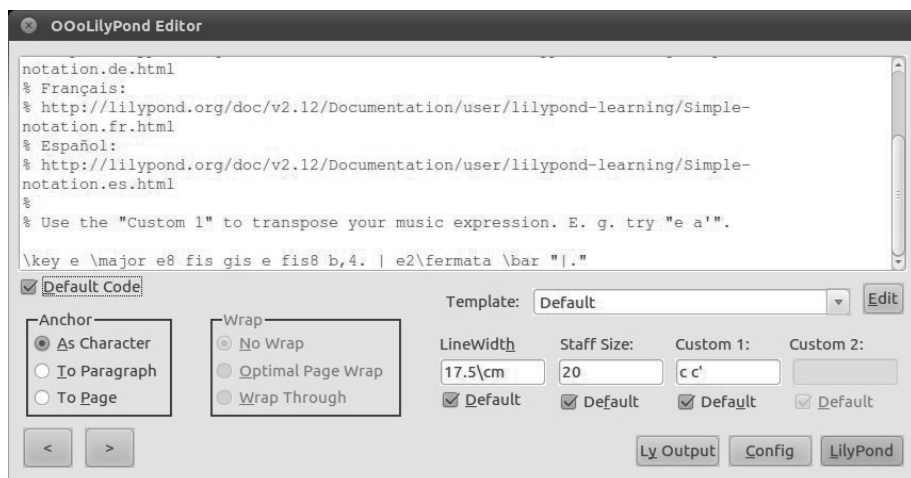 OOoLilyPond Editor
notation.de.html
% Français:
% http://lilypond.org/doc/v2.12/Documentation/user/lilypond-learning/Simple-
notation.fr.html
% Español:
% http://lilypond.org/doc/v2.12/Documentation/user/lilypond-learning/Simple-
notation.es.html
%
% Use the "Custom 1" to transpose your music expression. E. g. try "e a'".
\key e \major e8 fis gis e fis8 b,4. | e2\fermata \bar "|."
Default Code
Template: Default Edit
Anchor
As Character
To Paragraph
To Page
Wrap
No Wrap
Optimal Page Wrap
Wrap Through
LineWidth Staff Size: Custom 1: Custom 2:
17.5\cm 20 c c'
Default Default Default Default
< > Ly Output Config LilyPond